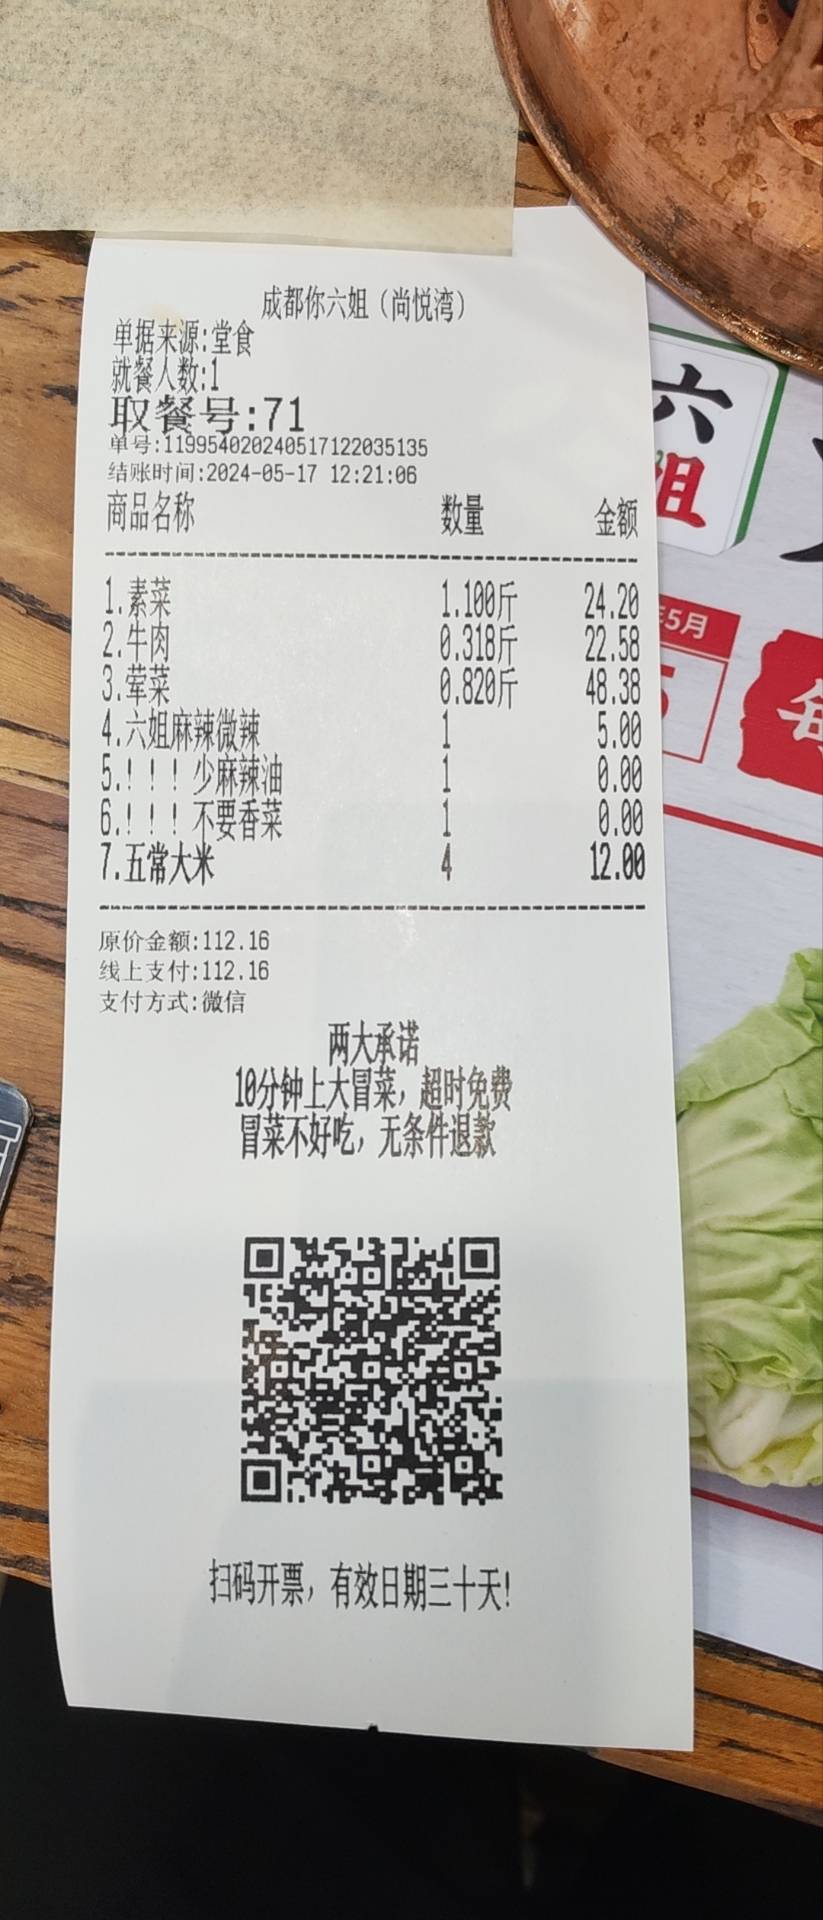 成都你六姐（尚悦湾）
单据来源:堂食
就餐人数:1
取餐号:71
单号:119954020240517122035135
结账时间:2024-05-17 12:21:06
商品名称 数量 金额
1.素菜 1.100斤 24.20
2.牛肉 0.318斤 22.58
3.荤菜 0.820斤 48.38
4.六姐麻辣微辣 1 5.00
5.！！！少麻辣油 1 0.00
6.！！！不要香菜 1 0.00
7.五常大米 4 12.00
原价金额:112.16
线上支付:112.16
支付方式:微信
两大承诺
10分钟上大冒菜，超时免费
冒菜不好吃，无条件退款
扫码开票，有效日期三十天!
六
姐
5月